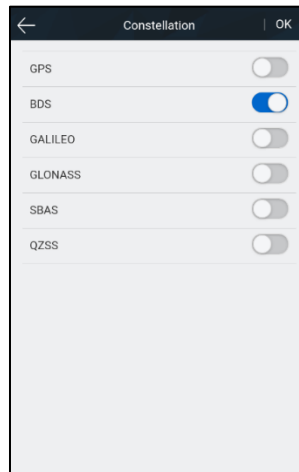 Constellation | OK
GPS
BDS
GALILEO
GLONASS
SBAS
QZSS